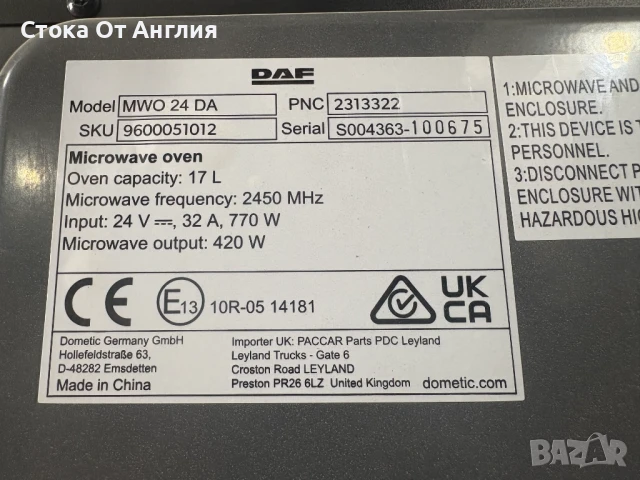 Стока От Англия
DAF
Model MWO 24 DA PNC 2313322
SKU 9600051012 Serial S004363-100675
Microwave oven
Oven capacity: 17 L
Microwave frequency: 2450 MHz
Input: 24 V ⎓, 32 A, 770 W
Microwave output: 420 W
CE E13 10R-05 14181 UK CA
Dometic Germany GmbH
Hollefeldstraße 63,
D-48282 Emsdetten
Made in China
Importer UK: PACCAR Parts PDC Leyland
Leyland Trucks - Gate 6
Croston Road LEYLAND
Preston PR26 6LZ United Kingdom dometic.com
1:MICROWAVE AND
ENCLOSURE.
2:THIS DEVICE IS
PERSONNEL.
3:DISCONNECT P
ENCLOSURE WIT
HAZARDOUS HIG
BAZAR